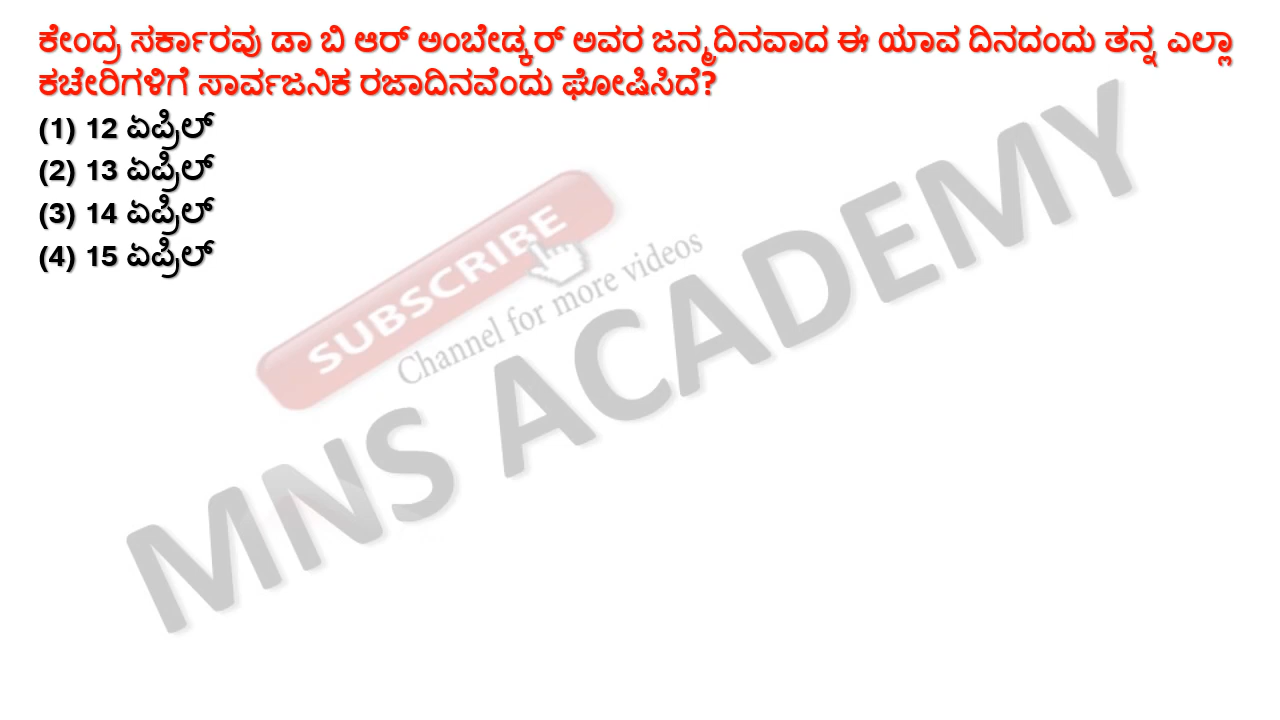 ಕೇಂದ್ರ ಸರ್ಕಾರವು ಡಾ ಬಿ ಆರ್ ಅಂಬೇಡ್ಕರ್ ಅವರ ಜನ್ಮದಿನವಾದ ಈ ಯಾವ ದಿನದಂದು ತನ್ನ ಎಲ್ಲಾ
ಕಚೇರಿಗಳಿಗೆ ಸಾರ್ವಜನಿಕ ರಜಾದಿನವೆಂದು ಘೋಷಿಸಿದೆ?
(1) 12 ಏಪ್ರಿಲ್
(2) 13 ಏಪ್ರಿಲ್
(3) 14 ಏಪ್ರಿಲ್
(4) 15 ಏಪ್ರಿಲ್
SUBSCRIBE
Channel for more videos
MNS ACADEMY